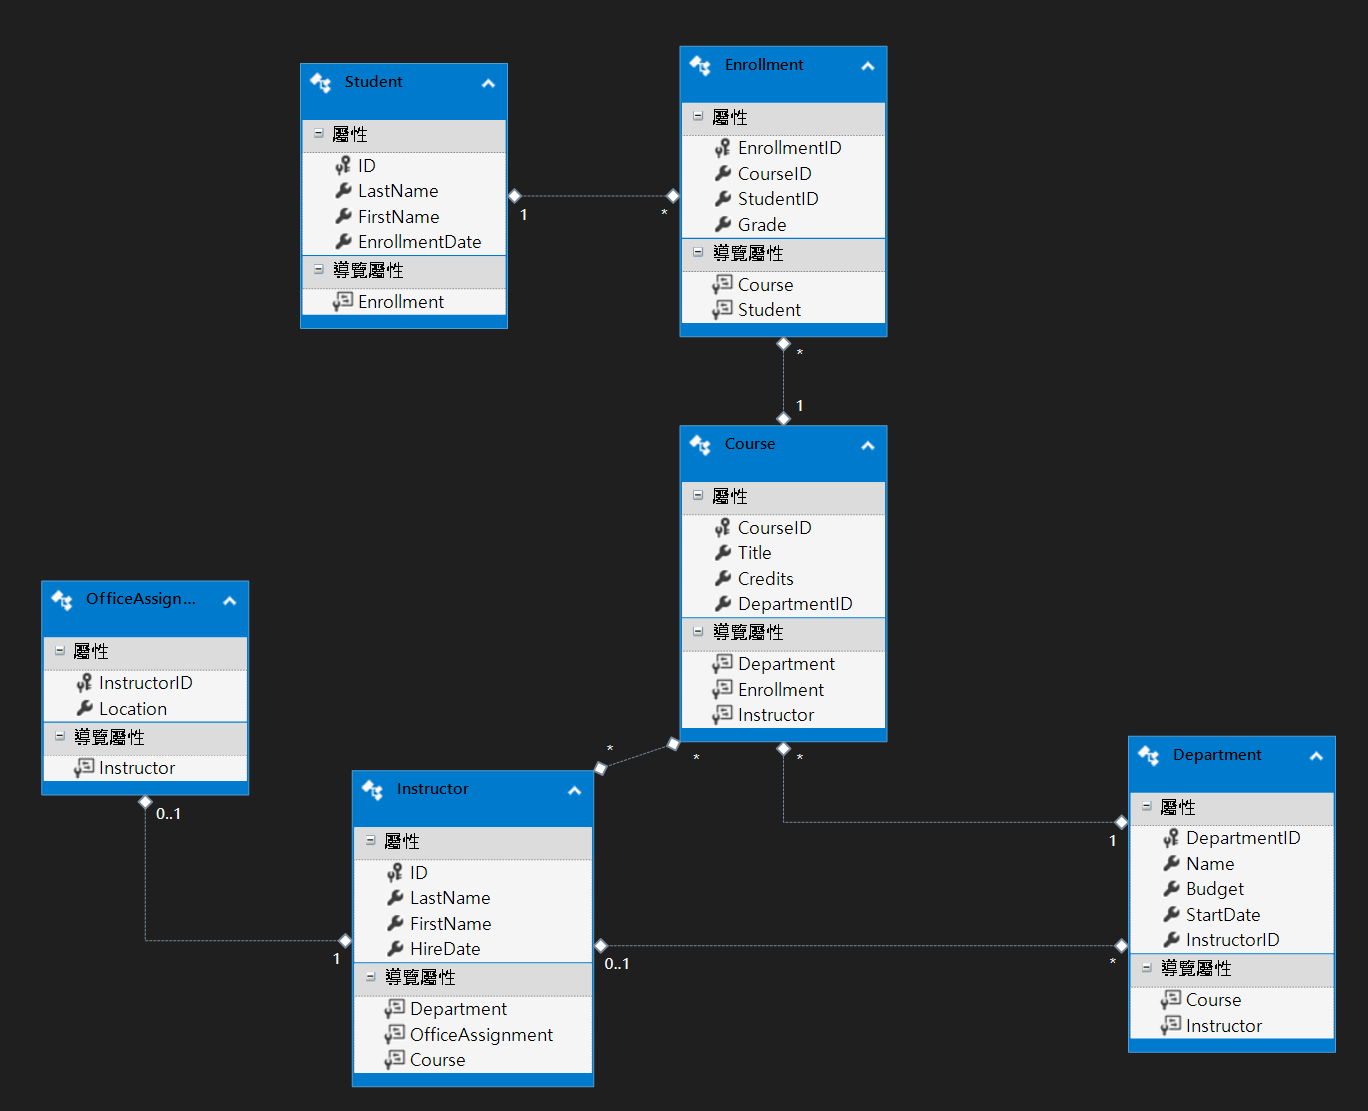 Student
屬性
ID
LastName
FirstName
EnrollmentDate
導覽屬性
Enrollment
1
*
Enrollment
屬性
EnrollmentID
CourseID
StudentID
Grade
導覽屬性
Course
Student
*
1
Course
屬性
CourseID
Title
Credits
DepartmentID
導覽屬性
Department
Enrollment
Instructor
*
*
*
OfficeAssign...
屬性
InstructorID
Location
導覽屬性
Instructor
0..1
1
Instructor
屬性
ID
LastName
FirstName
HireDate
導覽屬性
Department
OfficeAssignment
Course
0..1
1
*
Department
屬性
DepartmentID
Name
Budget
StartDate
InstructorID
導覽屬性
Course
Instructor